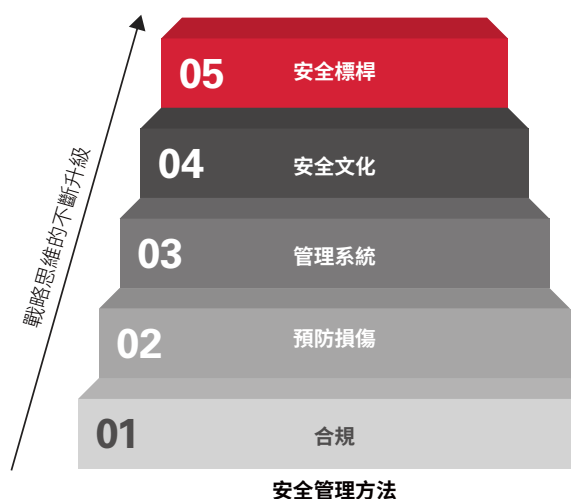 05 安全標桿
04 安全文化
03 管理系統
02 預防損傷
01 合規
戰略思維的不斷升級
安全管理方法